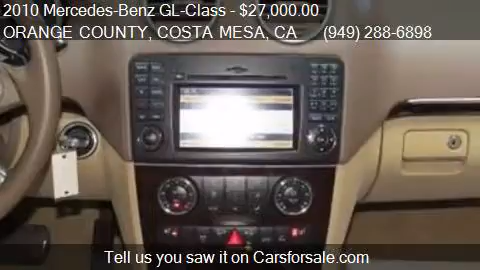 2010 Mercedes-Benz GL-Class - $27,000.00
ORANGE COUNTY, COSTA MESA, CA (949) 288-6898
Tell us you saw it on Carsforsale.com